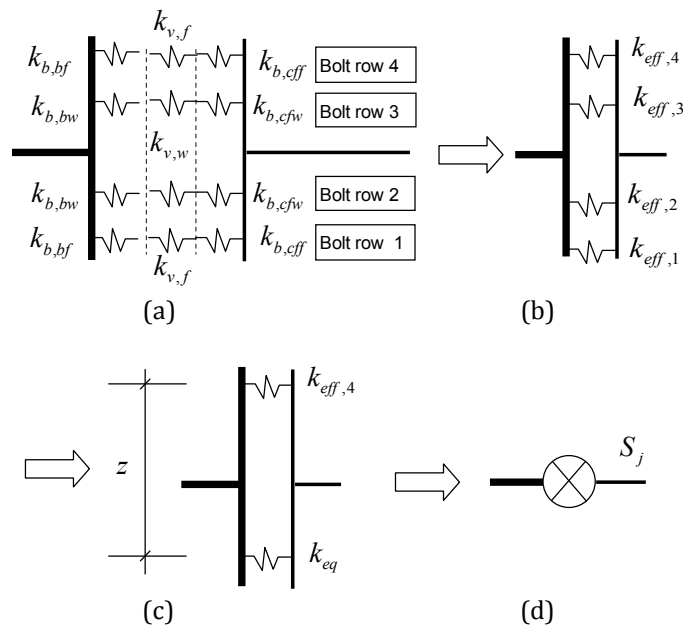 k_{v,f}
k_{b,bf} k_{b,cff} Bolt row 4 k_{eff,4}
k_{b,bw} k_{b,cfw} Bolt row 3 k_{eff,3}
k_{v,w}
k_{b,bw} k_{b,cfw} Bolt row 2 k_{eff,2}
k_{b,bf} k_{b,cff} Bolt row 1 k_{eff,1}
k_{v,f}
(a) (b)
k_{eff,4}
z S_j
k_{eq}
(c) (d)